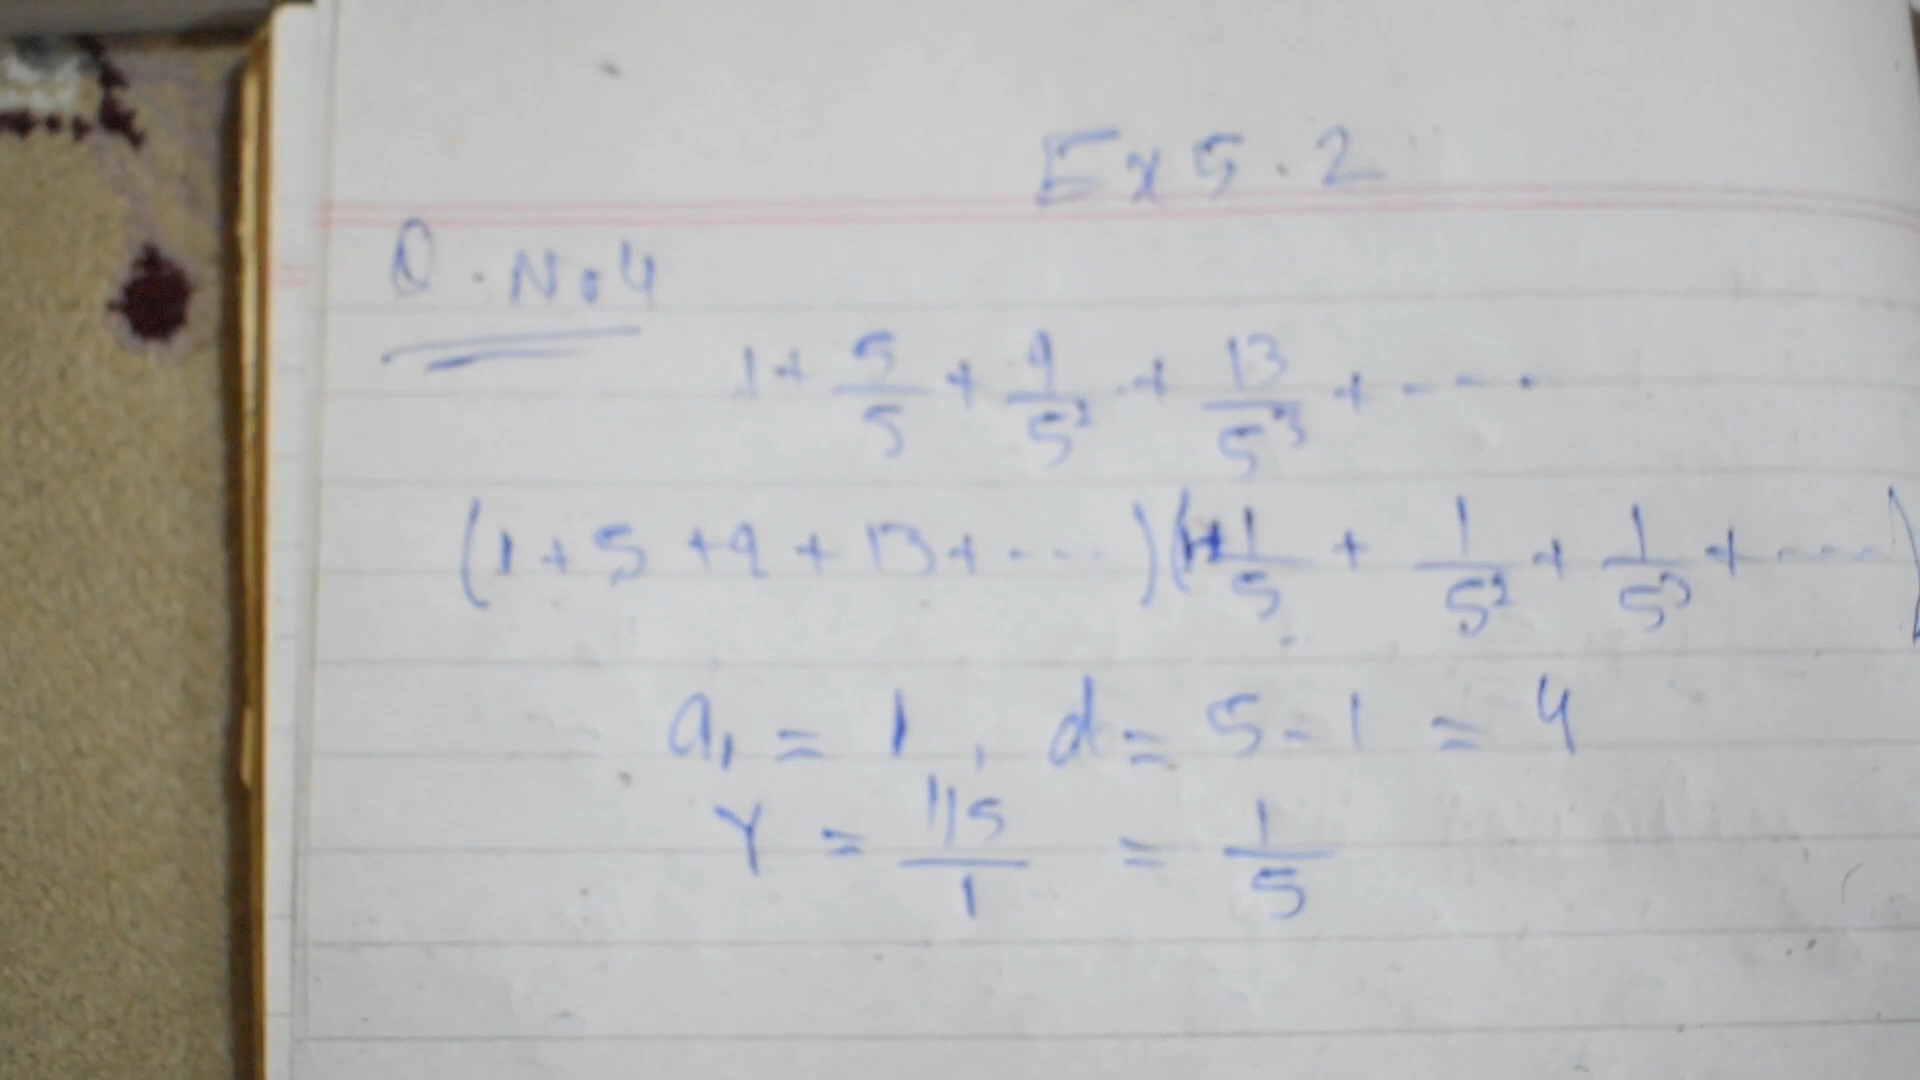 Ex 5.2
Q.No4
1 + 5/5 + 9/5² + 13/5³ + ----
(1 + 5 + 9 + 13 + ----)(1+1/5 + 1/5² + 1/5³ + ----)
a₁ = 1, d = 5 - 1 = 4
r = 1/5/1 = 1/5